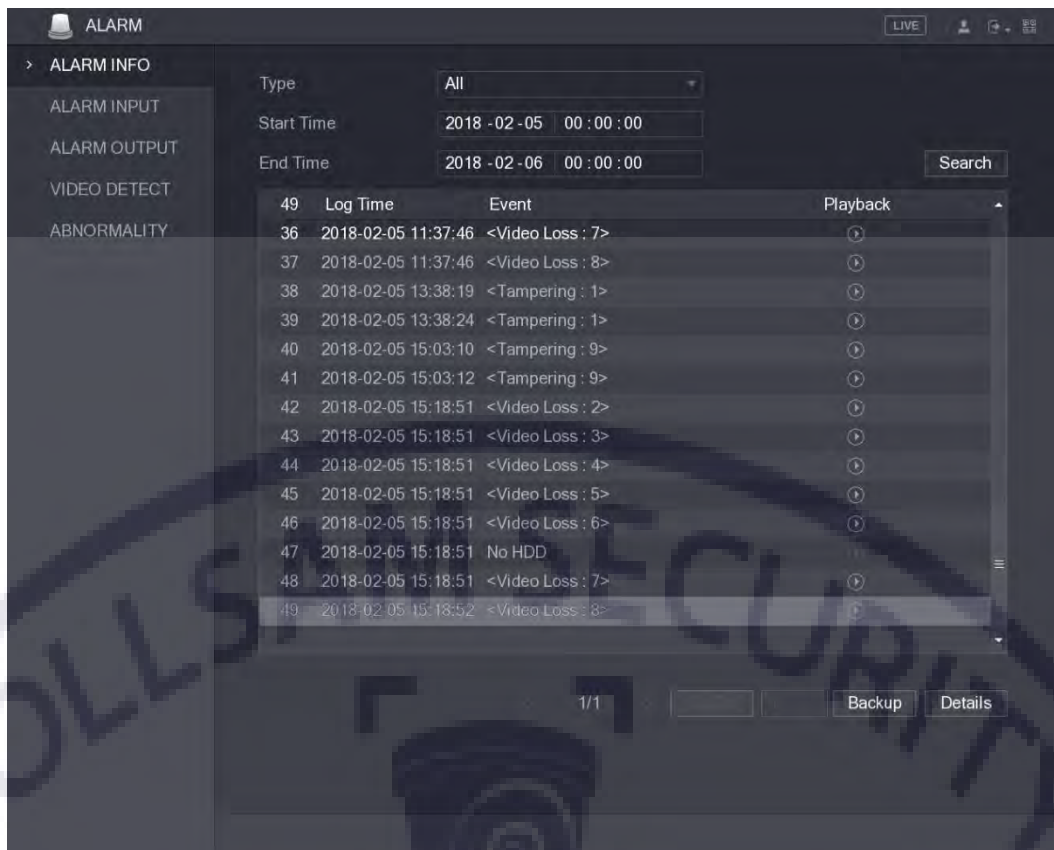 ALARM
LIVE
> ALARM INFO
ALARM INPUT
ALARM OUTPUT
VIDEO DETECT
ABNORMALITY
Type All
Start Time 2018 - 02 - 05 00 : 00 : 00
End Time 2018 - 02 - 06 00 : 00 : 00
Search
49 Log Time Event Playback
36 2018-02-05 11:37:46 <Video Loss : 7>
37 2018-02-05 11:37:46 <Video Loss : 8>
38 2018-02-05 13:38:19 <Tampering : 1>
39 2018-02-05 13:38:24 <Tampering : 1>
40 2018-02-05 15:03:10 <Tampering : 9>
41 2018-02-05 15:03:12 <Tampering : 9>
42 2018-02-05 15:18:51 <Video Loss : 2>
43 2018-02-05 15:18:51 <Video Loss : 3>
44 2018-02-05 15:18:51 <Video Loss : 4>
45 2018-02-05 15:18:51 <Video Loss : 5>
46 2018-02-05 15:18:51 <Video Loss : 6>
47 2018-02-05 15:18:51 No HDD
48 2018-02-05 15:18:51 <Video Loss : 7>
49 2018-02-05 15:18:52 <Video Loss : 8>
1/1
Backup Details
OLLSAM SECURITY